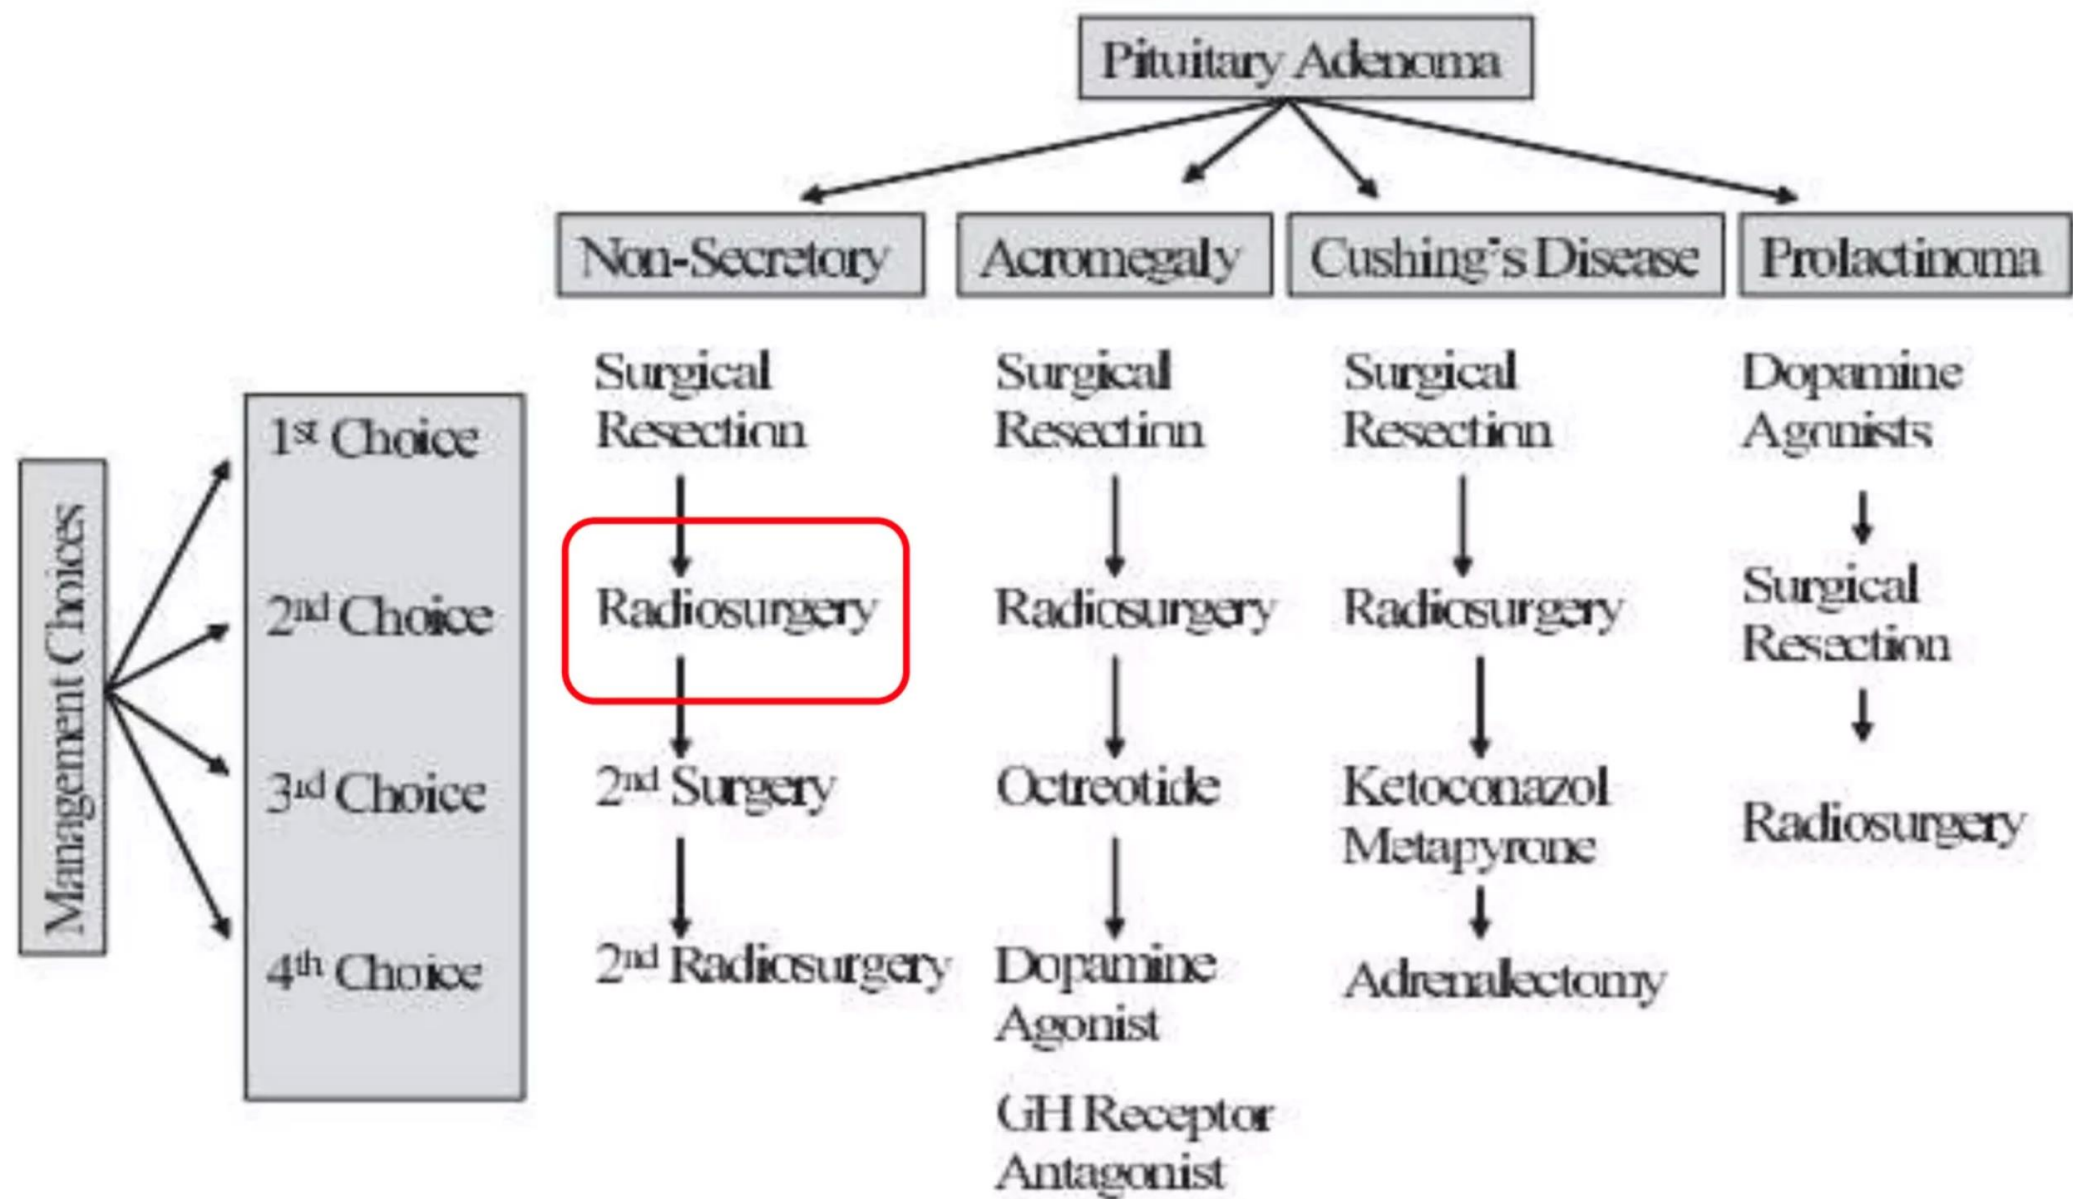 Pituitary Adenoma
Non-Secretory
Acromegaly
Cushing's Disease
Prolactinoma
Management Choices
1st Choice
2nd Choice
3rd Choice
4th Choice
Surgical
Resection
Radiosurgery
2nd Surgery
2nd Radiosurgery
Surgical
Resection
Radiosurgery
Octreotide
Dopamine
Agonist
GH Receptor
Antagonist
Surgical
Resection
Radiosurgery
Ketoconazol
Metapyrone
Adrenalectomy
Dopamine
Agonists
Surgical
Resection
Radiosurgery